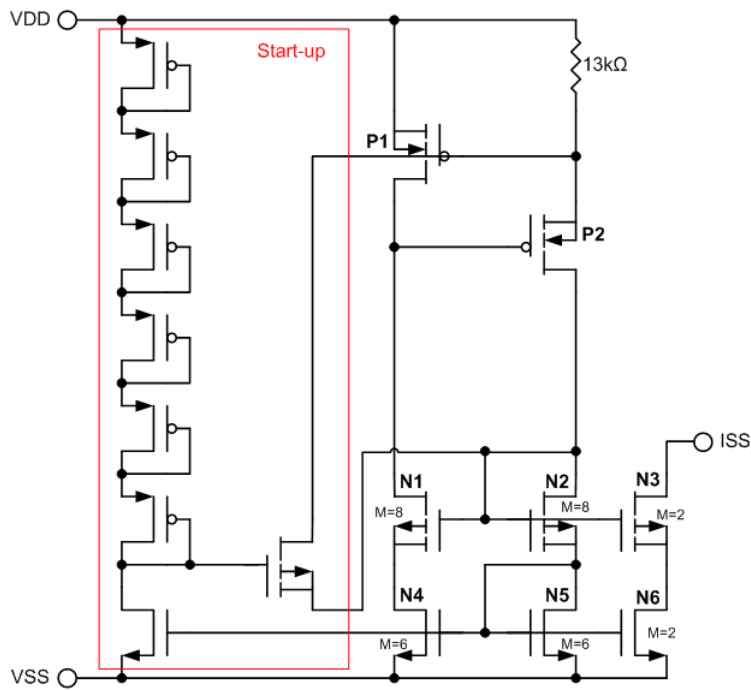 VDD
Start-up
13kΩ
P1
P2
ISS
N1
N2
N3
M=8
M=8
M=2
N4
N5
N6
M=6
M=6
M=2
VSS